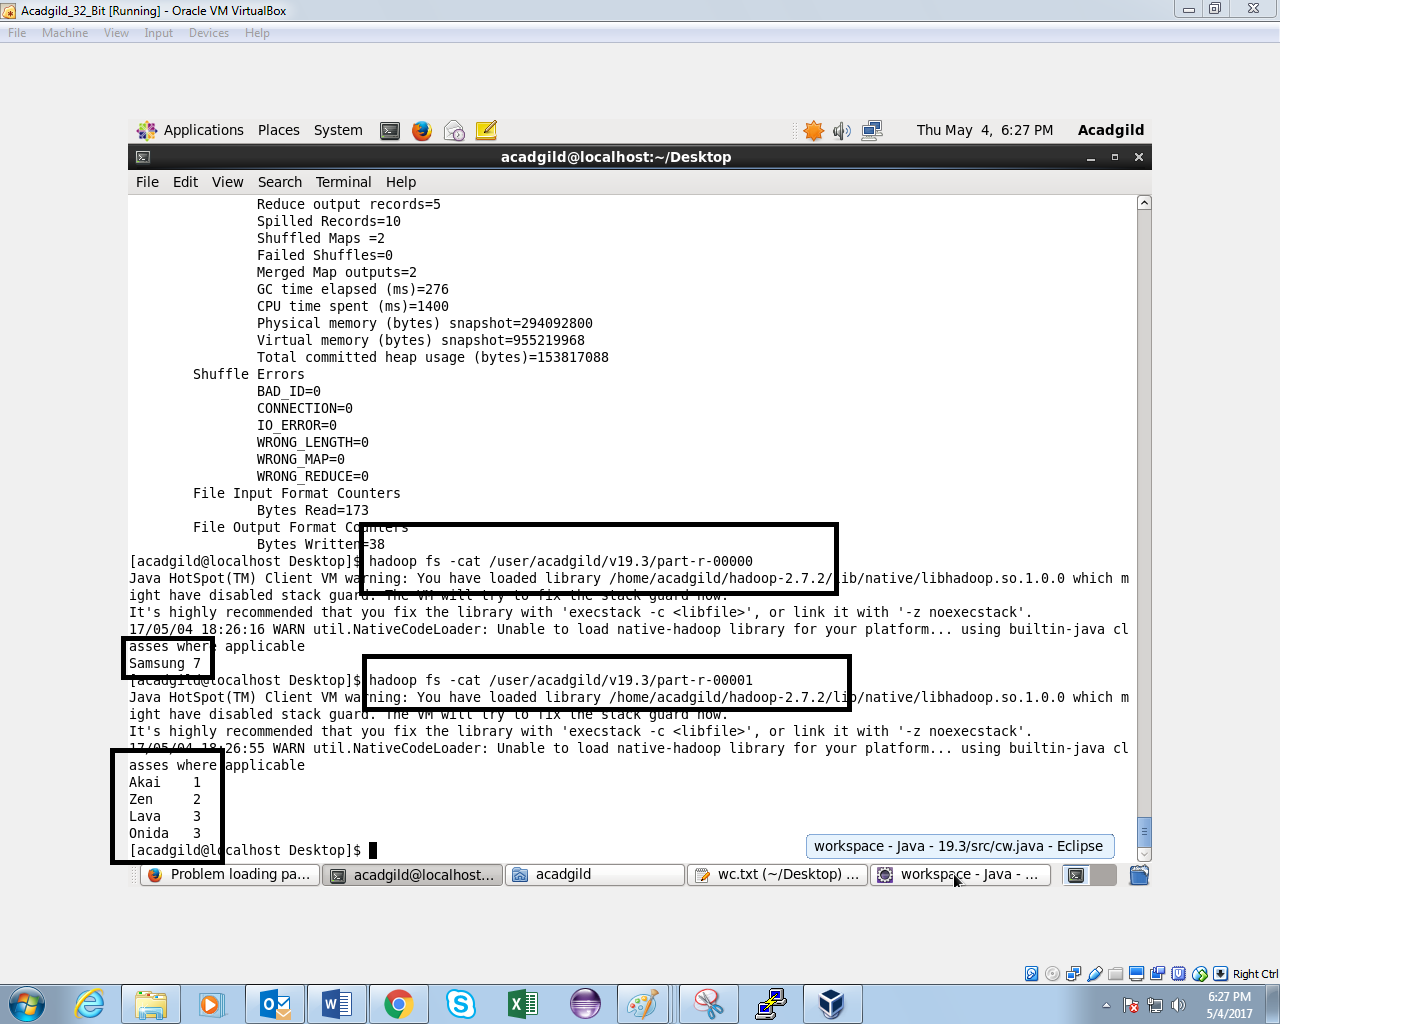 Acadgild_32_Bit [Running] - Oracle VM VirtualBox
File Machine View Input Devices Help
Applications Places System Thu May 4, 6:27 PM Acadgild
acadgild@localhost:~/Desktop
File Edit View Search Terminal Help
Reduce output records=5
Spilled Records=10
Shuffled Maps =2
Failed Shuffles=0
Merged Map outputs=2
GC time elapsed (ms)=276
CPU time spent (ms)=1400
Physical memory (bytes) snapshot=294092800
Virtual memory (bytes) snapshot=955219968
Total committed heap usage (bytes)=153817088
Shuffle Errors
BAD_ID=0
CONNECTION=0
IO_ERROR=0
WRONG_LENGTH=0
WRONG_MAP=0
WRONG_REDUCE=0
File Input Format Counters
Bytes Read=173
File Output Format Counters
Bytes Written=38
[acadgild@localhost Desktop]$ hadoop fs -cat /user/acadgild/v19.3/part-r-00000
Java HotSpot(TM) Client VM warning: You have loaded library /home/acadgild/hadoop-2.7.2/lib/native/libhadoop.so.1.0.0 which m
ight have disabled stack guard. The VM will try to fix the stack guard now.
It's highly recommended that you fix the library with 'execstack -c <libfile>', or link it with '-z noexecstack'.
17/05/04 18:26:16 WARN util.NativeCodeLoader: Unable to load native-hadoop library for your platform... using builtin-java cl
asses where applicable
Samsung 7
[acadgild@localhost Desktop]$ hadoop fs -cat /user/acadgild/v19.3/part-r-00001
Java HotSpot(TM) Client VM warning: You have loaded library /home/acadgild/hadoop-2.7.2/lib/native/libhadoop.so.1.0.0 which m
ight have disabled stack guard. The VM will try to fix the stack guard now.
It's highly recommended that you fix the library with 'execstack -c <libfile>', or link it with '-z noexecstack'.
17/05/04 18:26:55 WARN util.NativeCodeLoader: Unable to load native-hadoop library for your platform... using builtin-java cl
asses where applicable
Akai 1
Zen 2
Lava 3
Onida 3
[acadgild@localhost Desktop]$
workspace - Java - 19.3/src/cw.java - Eclipse
Problem loading pa... acadgild@localhost... acadgild wc.txt (~/Desktop) ... workspace - Java - ...
Right Ctrl
6:27 PM
5/4/2017